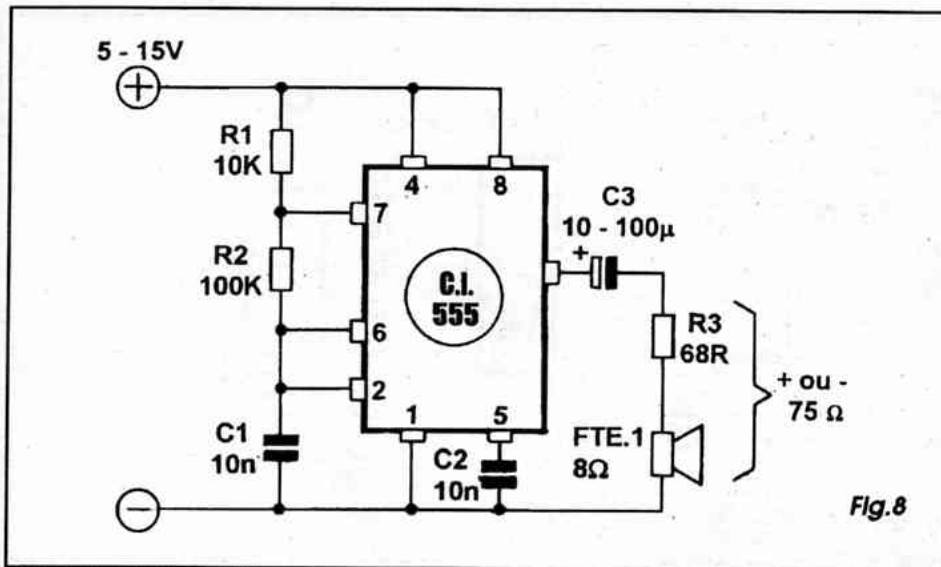 5 - 15V
R1
10K
4
8
7
C3
10 - 100µ
+
R2
100K
C.I.
555
6
R3
68R
+ ou -
75 Ω
2
1
5
C1
10n
C2
10n
FTE.1
8Ω
Fig.8